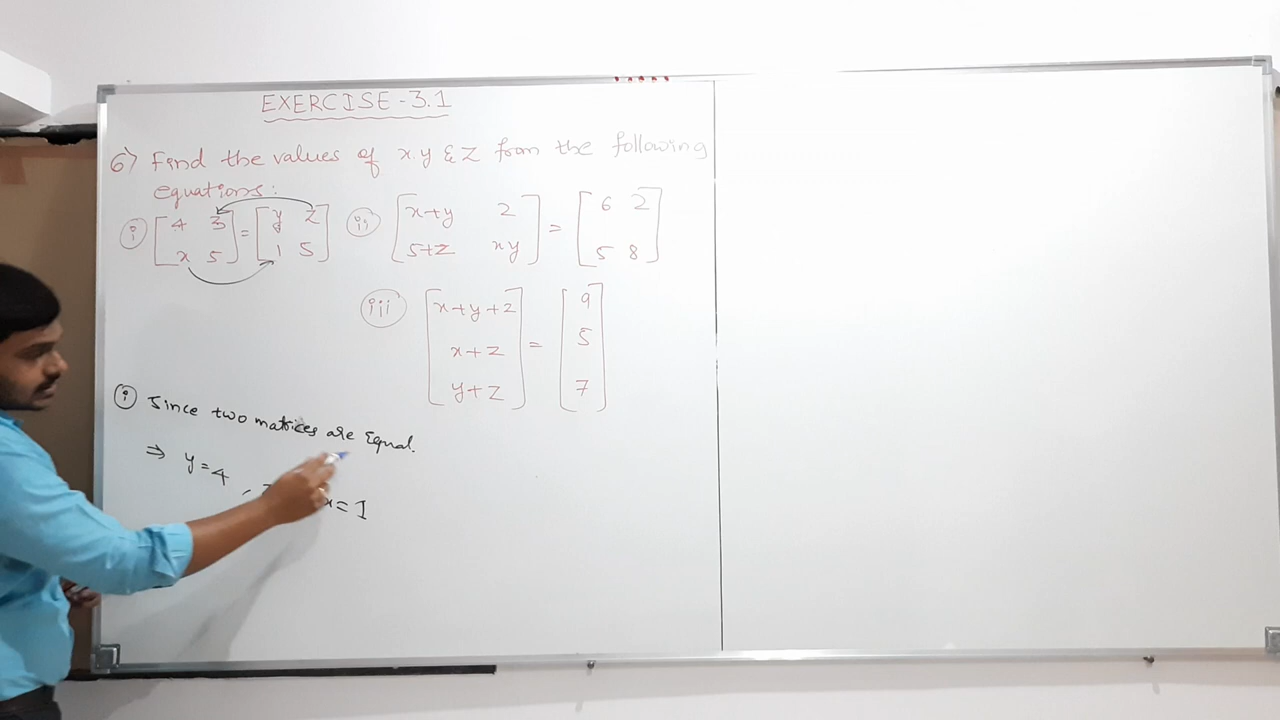 EXERCISE - 3.1
6) Find the values of x, y & z from the following
equations:
i) [4 3; x 5] = [y z; 1 5] ii) [x+y 2; 5+z xy] = [6 2; 5 8]
iii) [x+y+z; x+z; y+z] = [9; 5; 7]
i) Since two matrices are Equal.
⇒ y=4, x=1